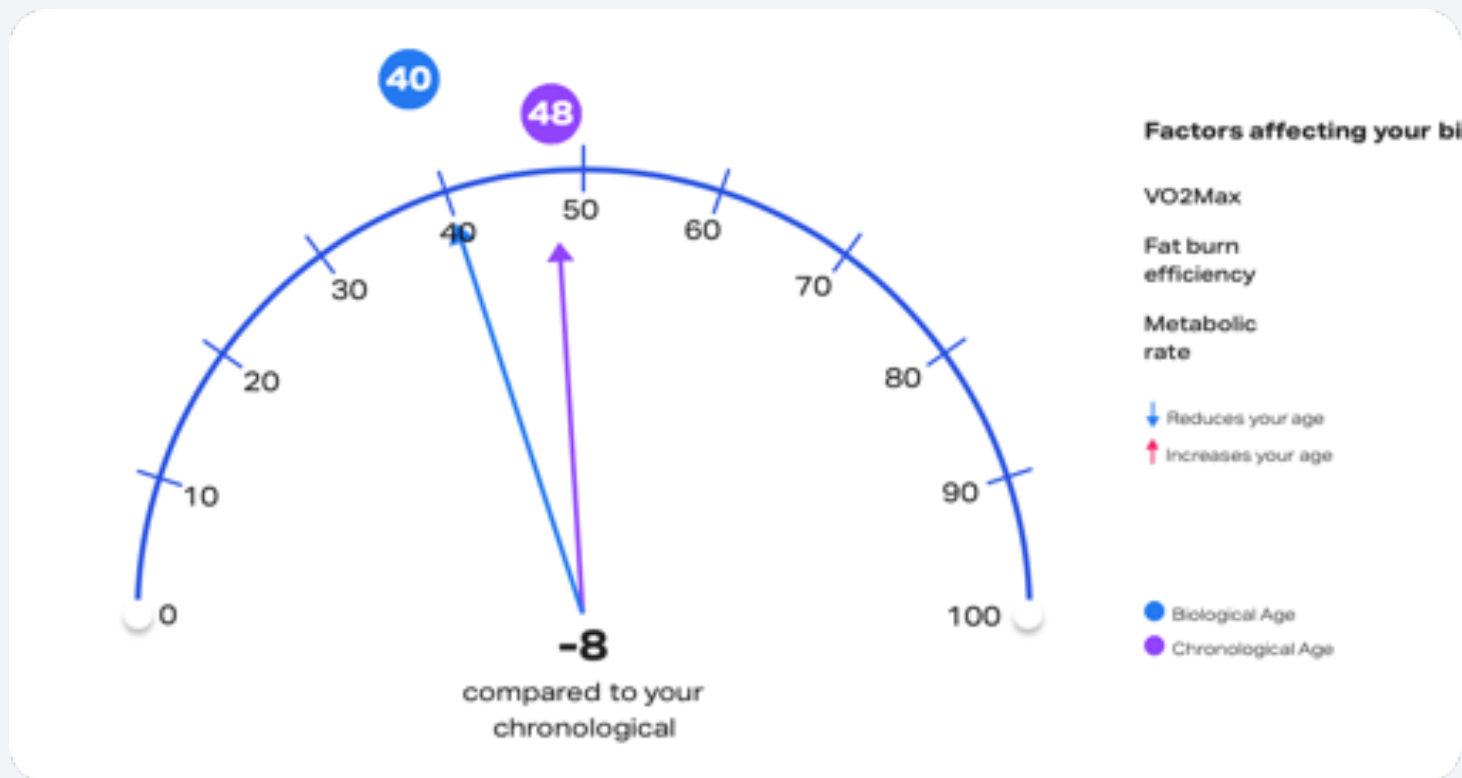 40
48
50
40
60
30
70
20
80
10
90
0
100
-8
compared to your
chronological
Factors affecting your bi
VO2Max
Fat burn
efficiency
Metabolic
rate
Reduces your age
Increases your age
Biological Age
Chronological Age